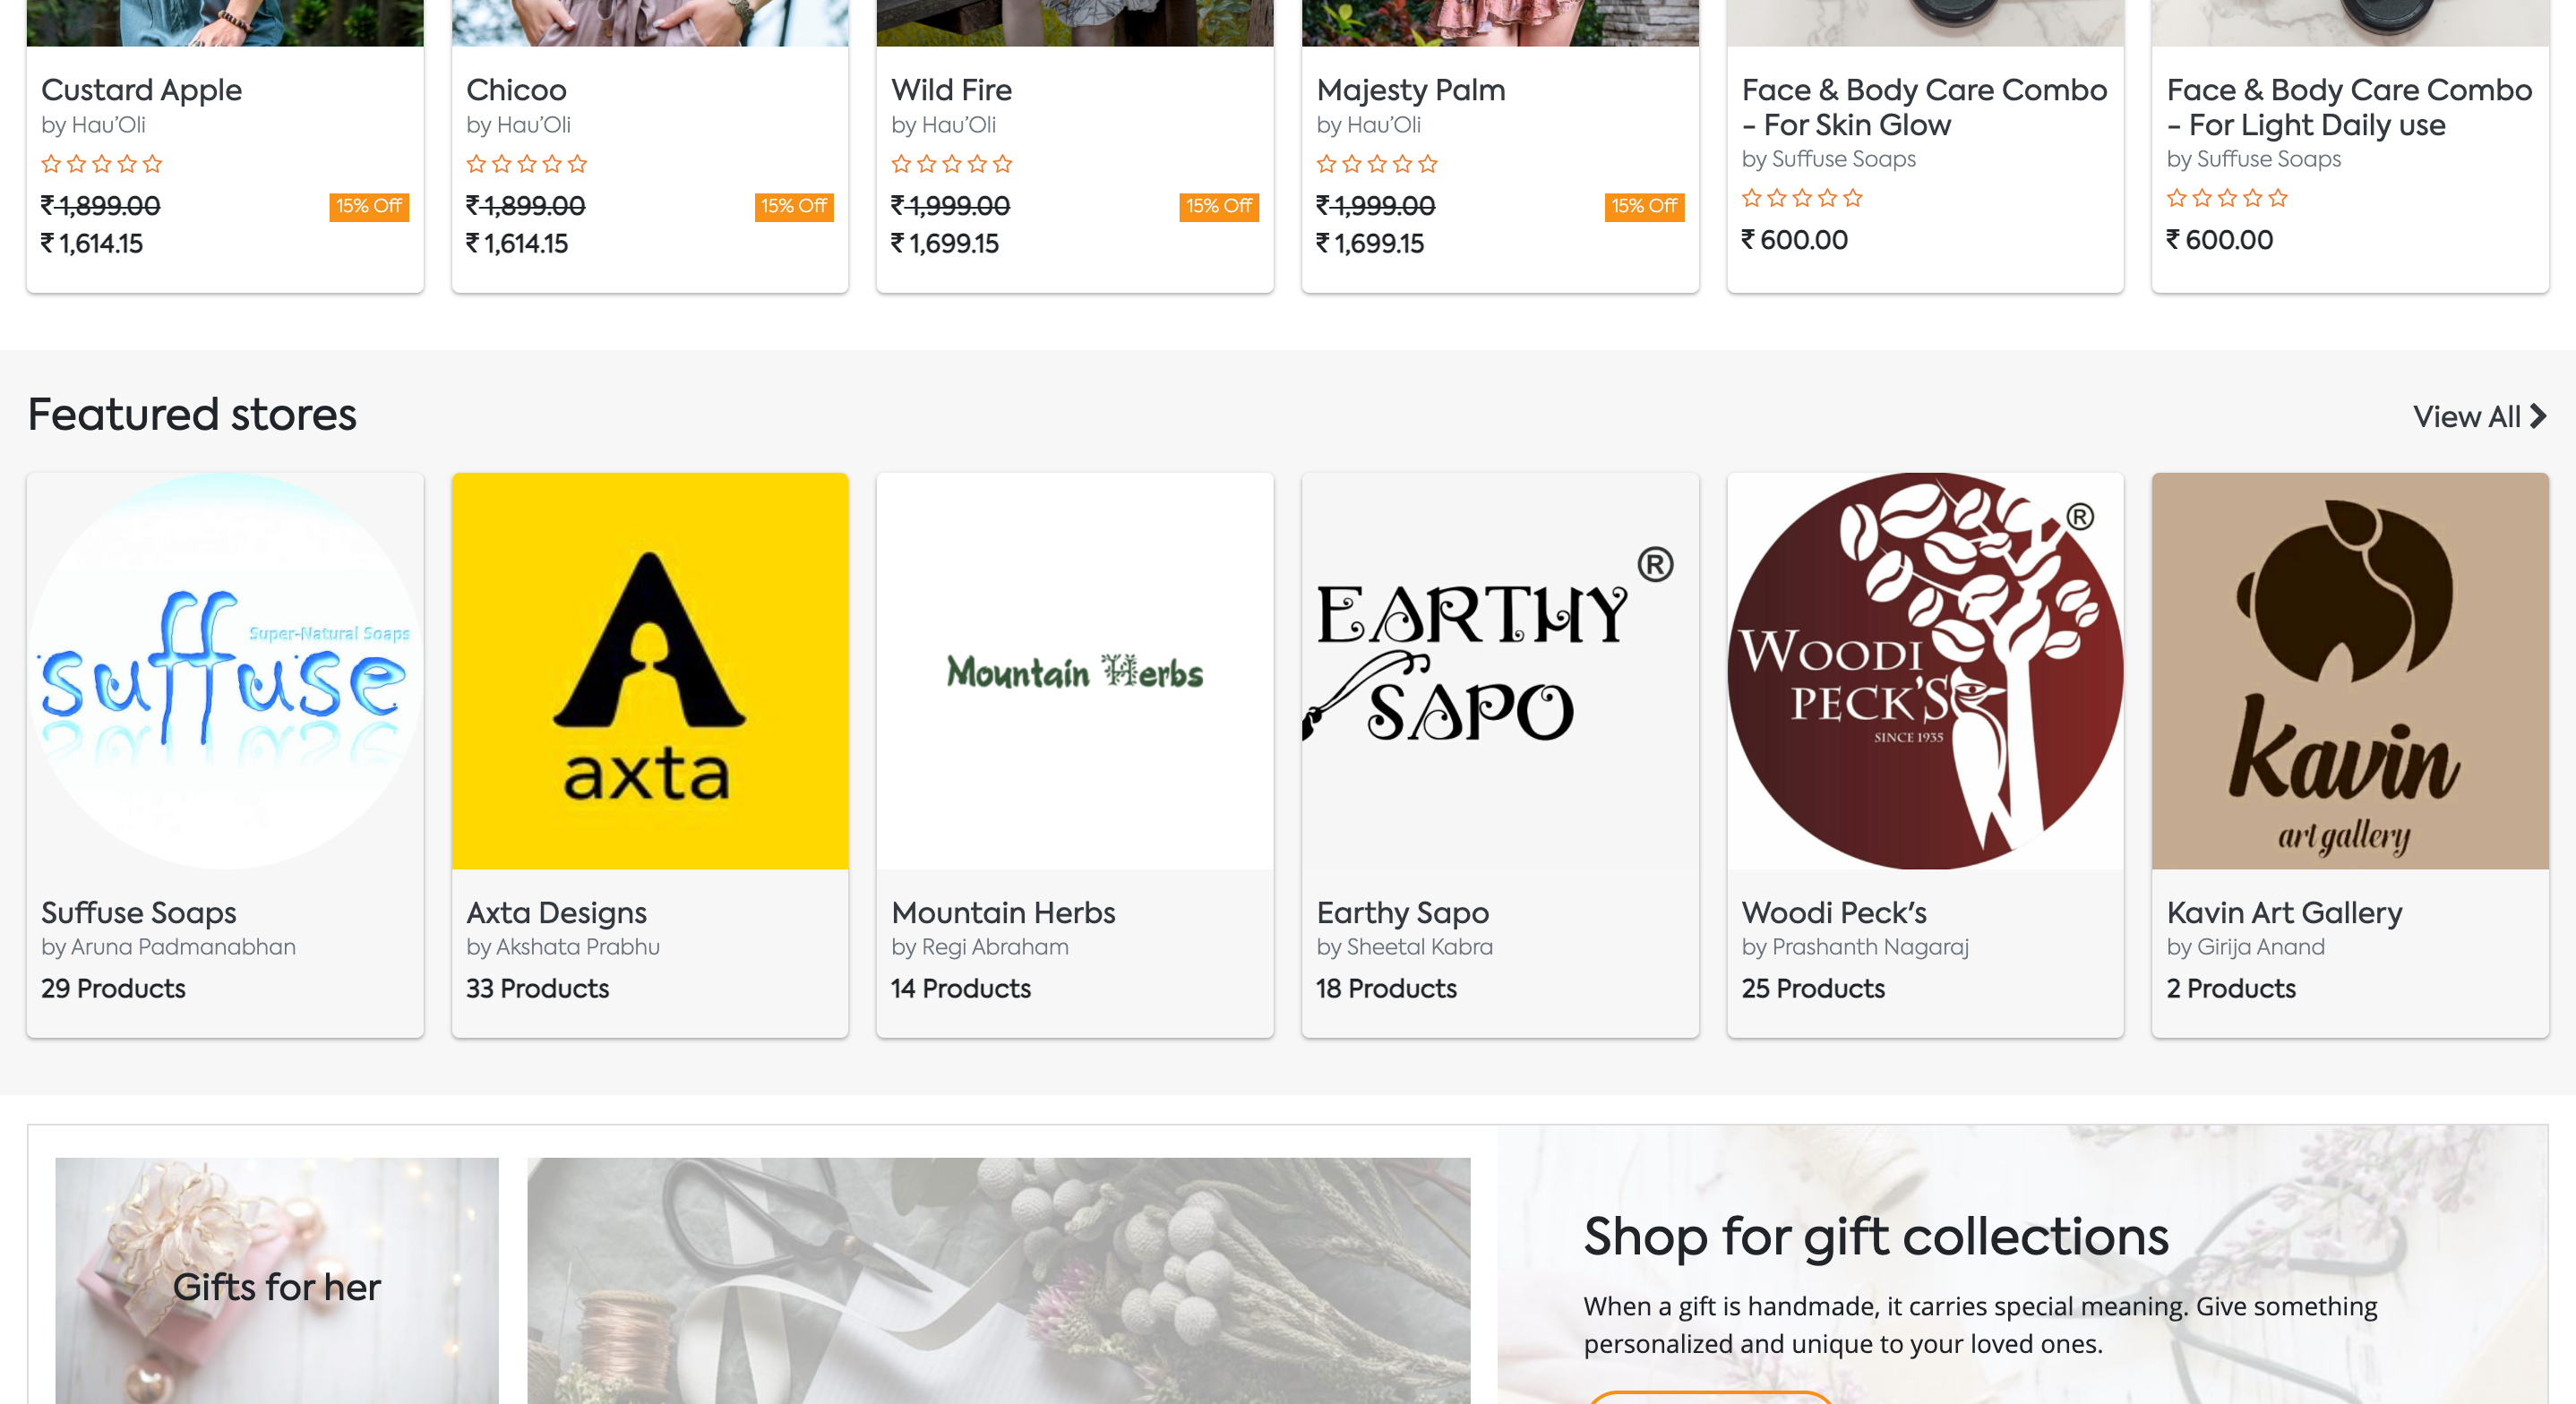 Custard Apple
by Hau’Oli
₹ 1,899.00
15% Off
₹ 1,614.15
Chicoo
by Hau’Oli
₹ 1,899.00
15% Off
₹ 1,614.15
Wild Fire
by Hau’Oli
₹ 1,999.00
15% Off
₹ 1,699.15
Majesty Palm
by Hau’Oli
₹ 1,999.00
15% Off
₹ 1,699.15
Face & Body Care Combo
- For Skin Glow
by Suffuse Soaps
₹ 600.00
Face & Body Care Combo
- For Light Daily use
by Suffuse Soaps
₹ 600.00
Featured stores
View All
Super-Natural Soaps
suffuse
Suffuse Soaps
by Aruna Padmanabhan
29 Products
axta
Axta Designs
by Akshata Prabhu
33 Products
Mountain Herbs
Mountain Herbs
by Regi Abraham
14 Products
EARTHY ®
SAPO
Earthy Sapo
by Sheetal Kabra
18 Products
®
WOODI
PECK'S
SINCE 1935
Woodi Peck's
by Prashanth Nagaraj
25 Products
kavin
art gallery
Kavin Art Gallery
by Girija Anand
2 Products
Gifts for her
Shop for gift collections
When a gift is handmade, it carries special meaning. Give something
personalized and unique to your loved ones.